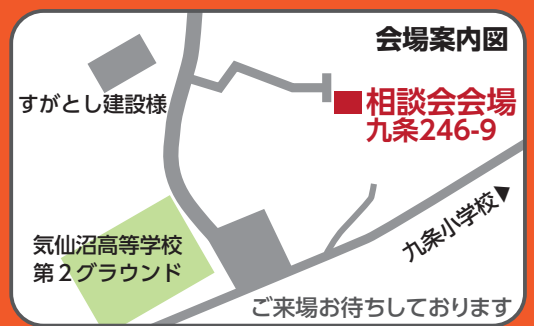 会場案内図
すがとし建設様
相談会会場
九条246-9
気仙沼高等学校
第2グラウンド
九条小学校▶
ご来場お待ちしております